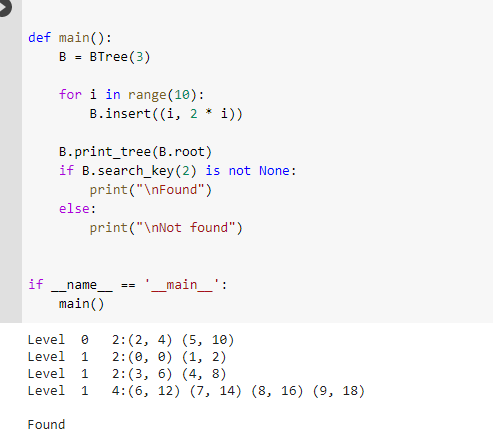 def main():
    B = BTree(3)
    for i in range(10):
        B.insert((i, 2 * i))
    B.print_tree(B.root)
    if B.search_key(2) is not None:
        print("\nFound")
    else:
        print("\nNot found")
if __name__ == '__main__':
    main()
Level  0   2:(2, 4) (5, 10)
Level  1   2:(0, 0) (1, 2)
Level  1   2:(3, 6) (4, 8)
Level  1   4:(6, 12) (7, 14) (8, 16) (9, 18)
Found